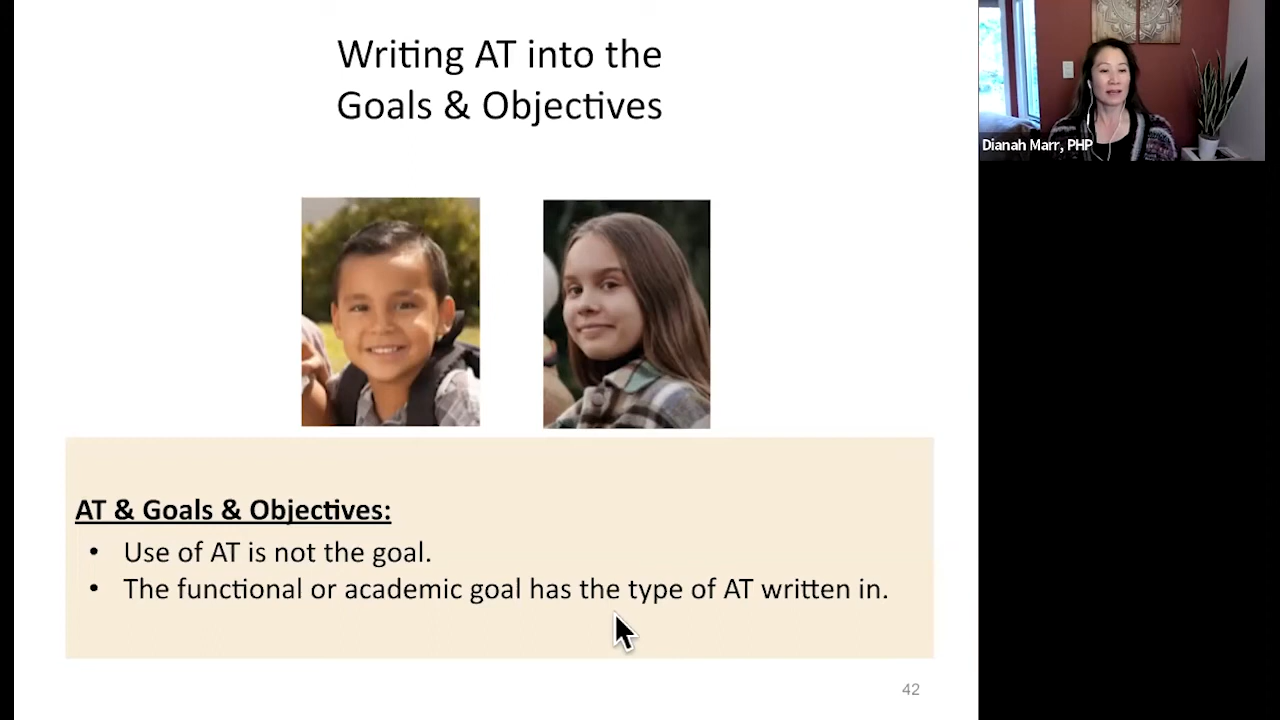 Writing AT into the
Goals & Objectives
Dianah Marr, PHP
AT & Goals & Objectives:
• Use of AT is not the goal.
• The functional or academic goal has the type of AT written in.
42